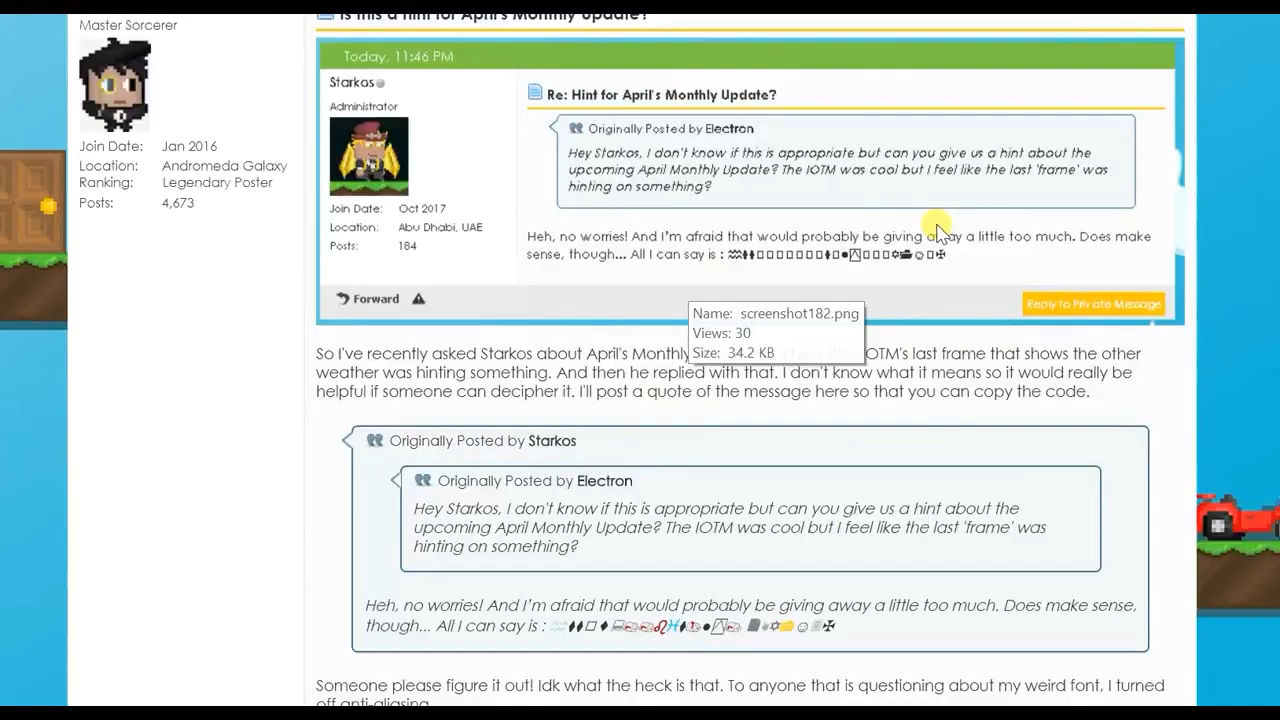 Master Sorcerer
Join Date: Jan 2016
Location: Andromeda Galaxy
Ranking: Legendary Poster
Posts: 4,673
Is this a hint for April's Monthly Update?
Today, 11:46 PM
Starkos
Administrator
Join Date: Oct 2017
Location: Abu Dhabi, UAE
Posts: 184
Re: Hint for April's Monthly Update?
Originally Posted by Electron
Hey Starkos, I don't know if this is appropriate but can you give us a hint about the
upcoming April Monthly Update? The IOTM was cool but I feel like the last 'frame' was
hinting on something?
Heh, no worries! And I'm afraid that would probably be giving away a little too much. Does make
sense, though... All I can say is :
Forward
Reply to Private Message
Name: screenshot182.png
Views: 30
Size: 34.2 KB
So I've recently asked Starkos about April's Monthly OTM's last frame that shows the other
weather was hinting something. And then he replied with that. I don't know what it means so it would really be
helpful if someone can decipher it. I'll post a quote of the message here so that you can copy the code.
Originally Posted by Starkos
Originally Posted by Electron
Hey Starkos, I don't know if this is appropriate but can you give us a hint about the
upcoming April Monthly Update? The IOTM was cool but I feel like the last 'frame' was
hinting on something?
Heh, no worries! And I'm afraid that would probably be giving away a little too much. Does make sense,
though... All I can say is :
Someone please figure it out! Idk what the heck is that. To anyone that is questioning about my weird font, I turned
off anti-aliasing